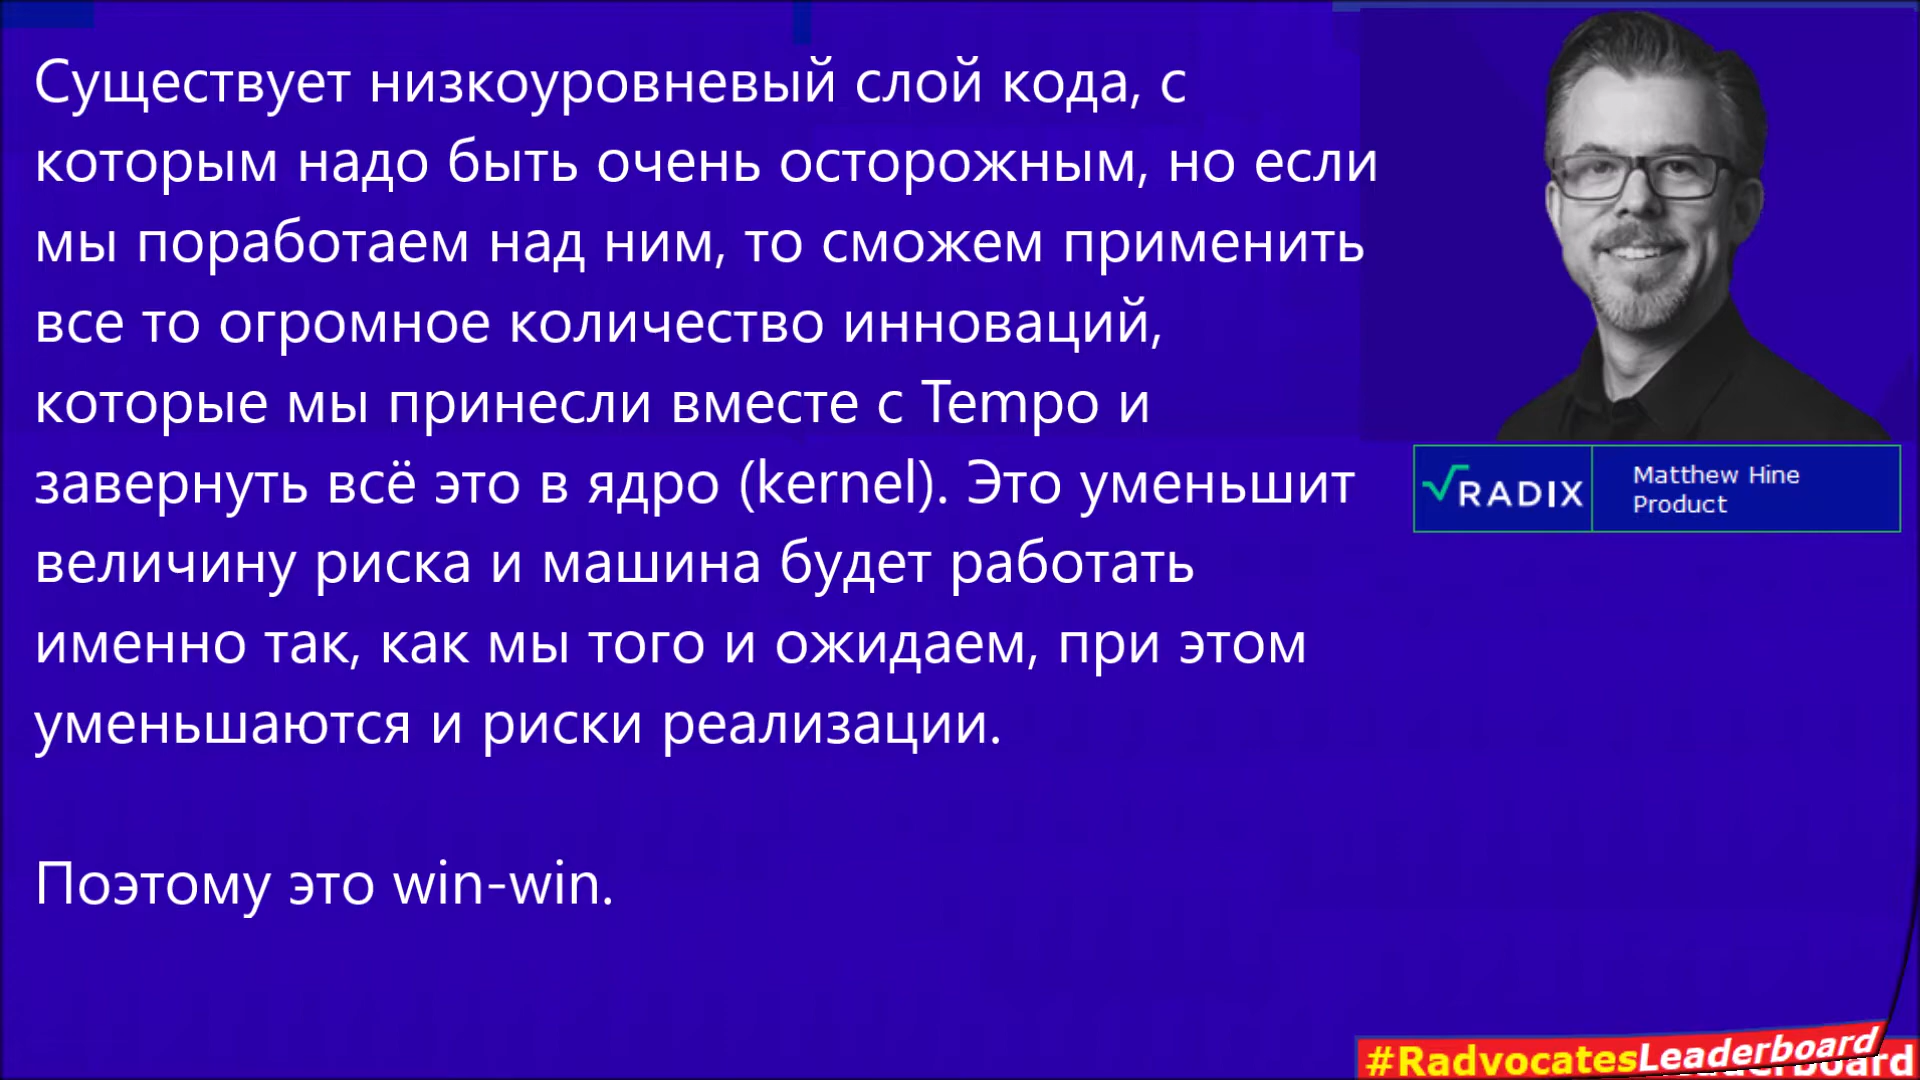 Существует низкоуровневый слой кода, с
которым надо быть очень осторожным, но если
мы поработаем над ним, то сможем применить
все то огромное количество инноваций,
которые мы принесли вместе с Tempo и
завернуть всё это в ядро (kernel). Это уменьшит
величину риска и машина будет работать
именно так, как мы того и ожидаем, при этом
уменьшаются и риски реализации.
Поэтому это win-win.
RADIX
Matthew Hine
Product
#RadvocatesLeaderboard